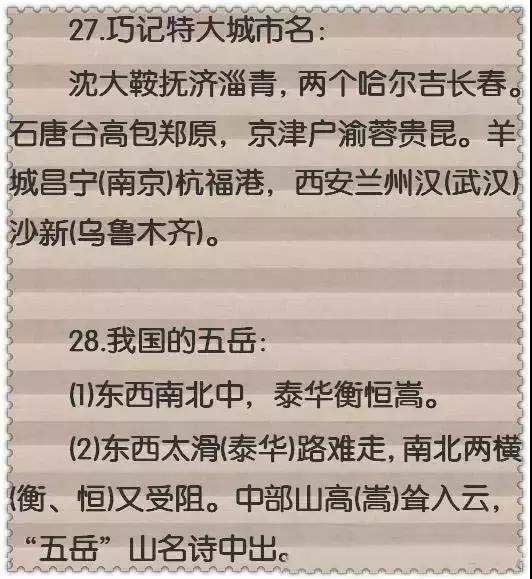 27.巧记特大城市名：
沈大鞍抚济淄青，两个哈尔吉长春。
石唐台高包郑原，京津户渝蓉贵昆。羊
城昌宁(南京)杭福港，西安兰州汉(武汉)
沙新(乌鲁木齐)。
28.我国的五岳：
(1)东西南北中，泰华衡恒嵩。
(2)东西太滑(泰华)路难走，南北两横
(衡、恒)又受阻。中部山高(嵩)耸入云，
“五岳”山名诗中出。